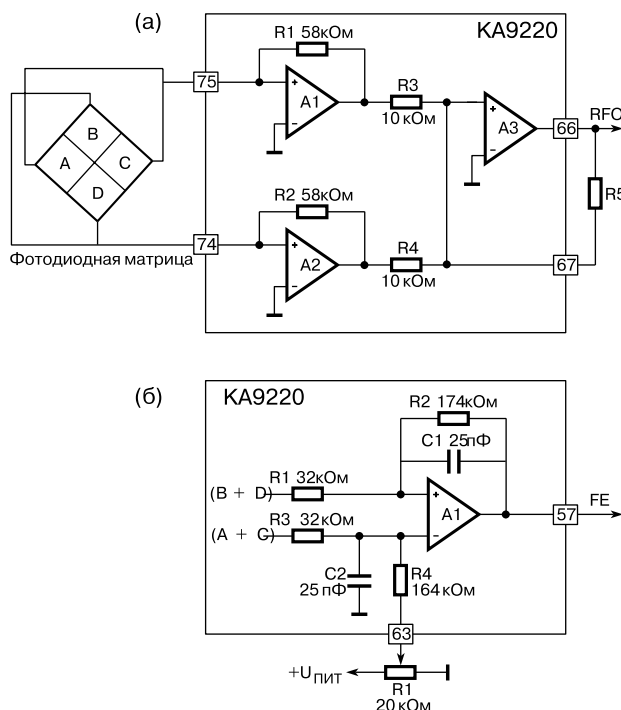 (а)
KA9220
R1 58кОм
75
+
A1
−
R3
10 кОм
+
A3
−
66
RFO
R5
B
A
C
D
R2 58кОм
74
+
A2
−
R4
10 кОм
67
Фотодиодная матрица
(б)
KA9220
R2 174кОм
C1 25пФ
R1 32кОм
(B + D)
+
A1
−
57
FE
R3 32кОм
(A + C)
C2
25 пФ
R4
164 кОм
63
+UПИТ
R1
20 кОм